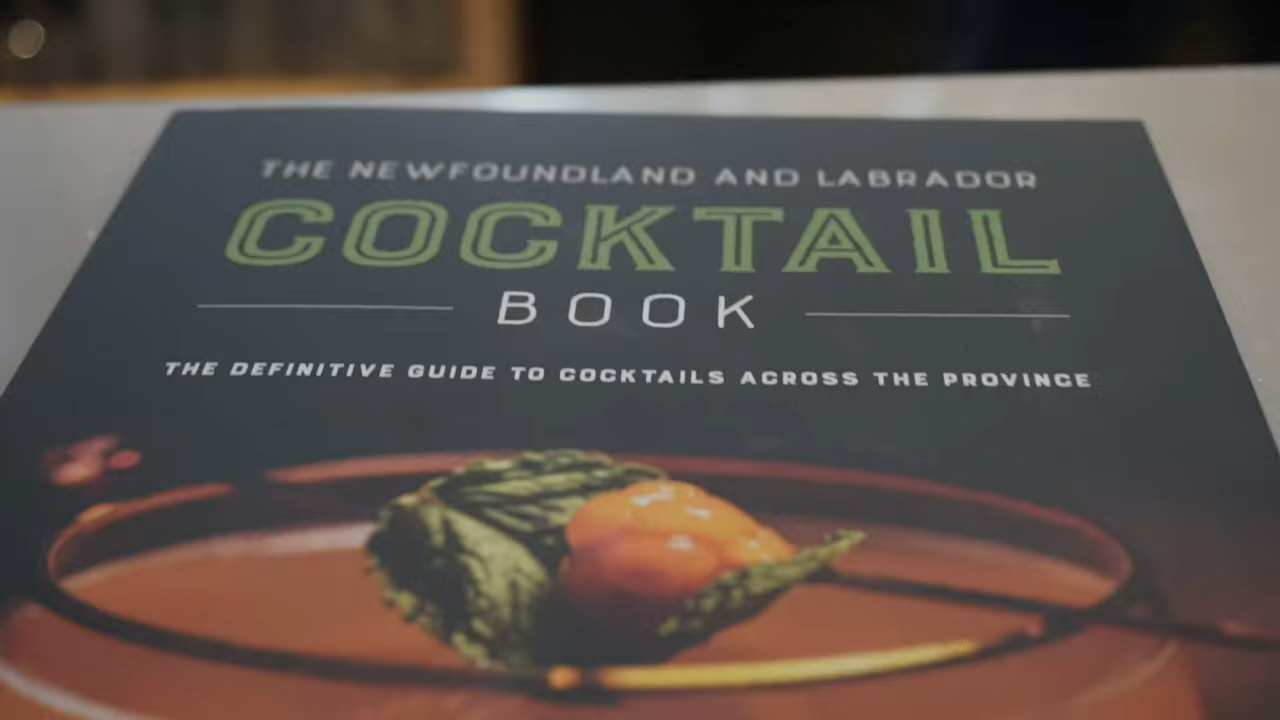 THE NEWFOUNDLAND AND LABRADOR
COCKTAIL
BOOK
THE DEFINITIVE GUIDE TO COCKTAILS ACROSS THE PROVINCE